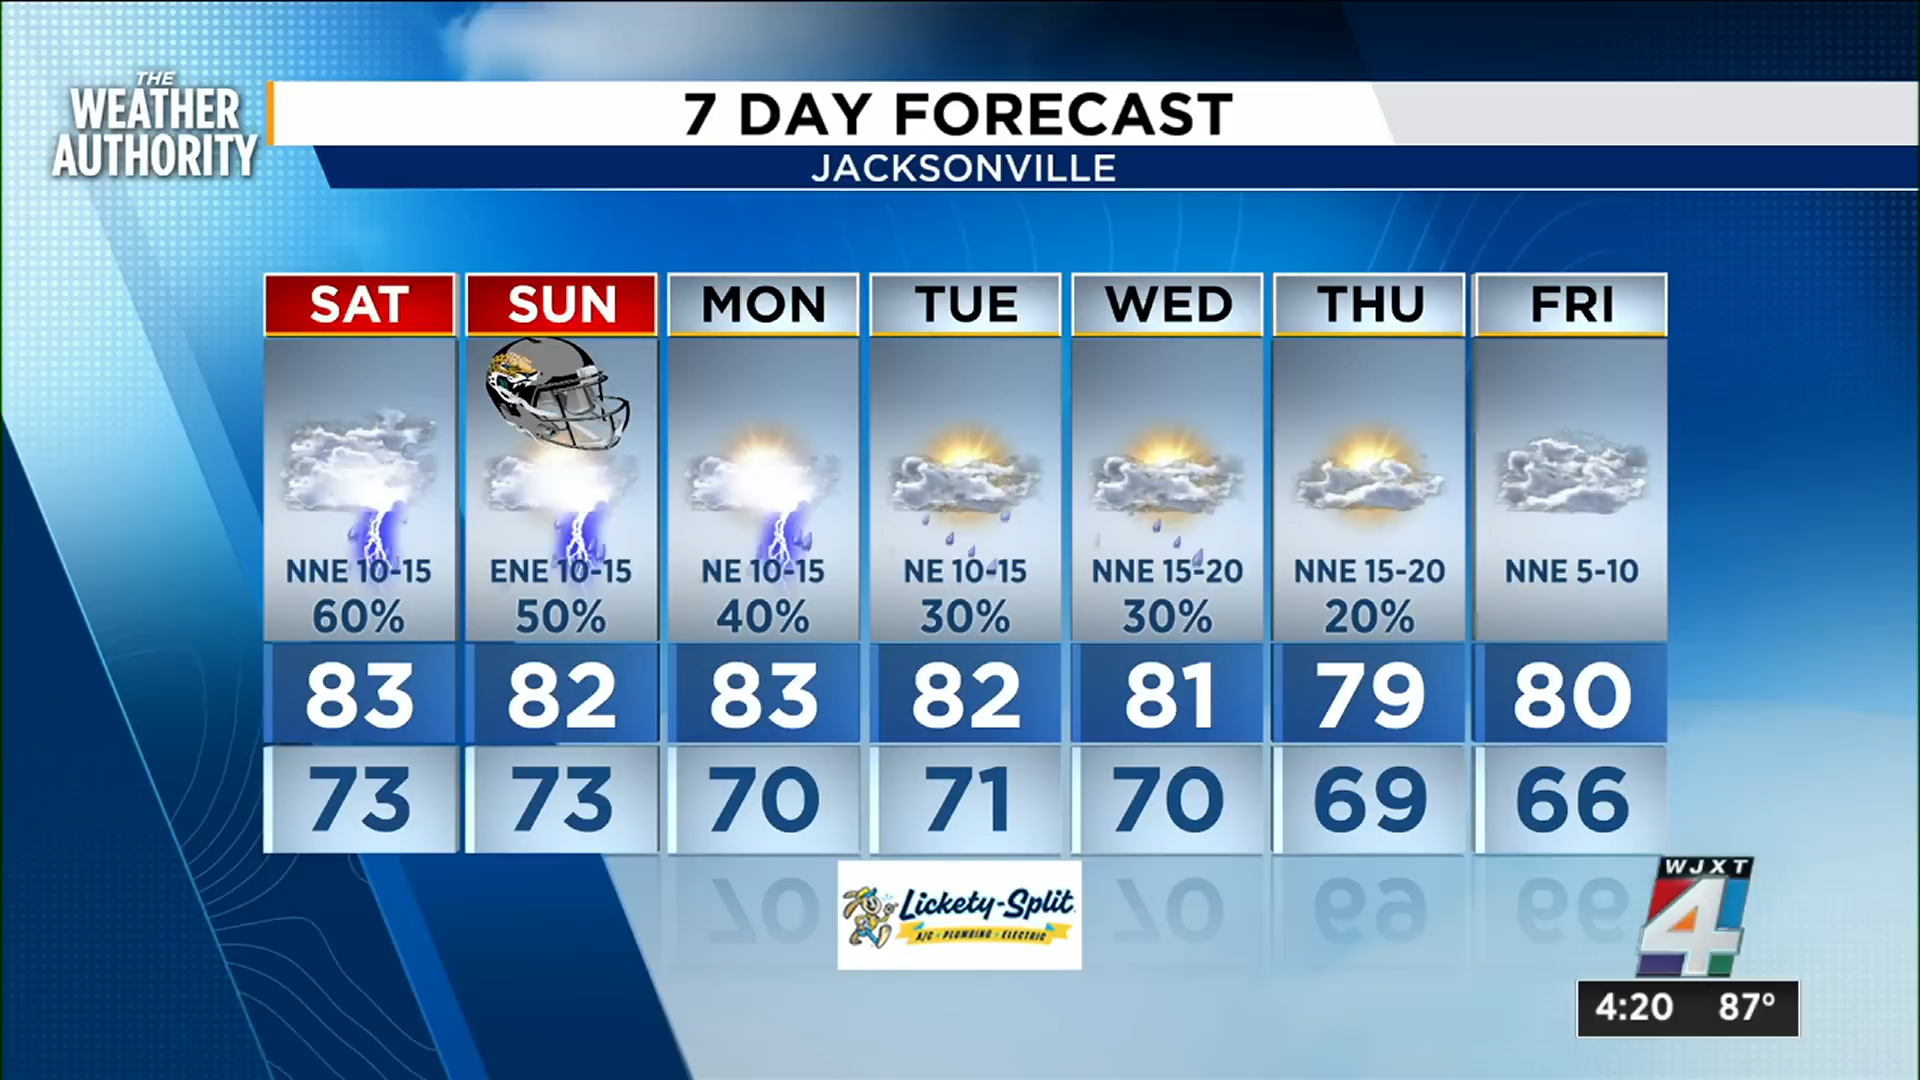 THE
WEATHER
AUTHORITY
7 DAY FORECAST
JACKSONVILLE
SAT SUN MON TUE WED THU FRI
NNE 10-15 ENE 10-15 NE 10-15 NE 10-15 NNE 15-20 NNE 15-20 NNE 5-10
60% 50% 40% 30% 30% 20%
83 82 83 82 81 79 80
73 73 70 71 70 69 66
Lickety-Split
A/C - PLUMBING - ELECTRIC
WJXT
4
4:20 87°